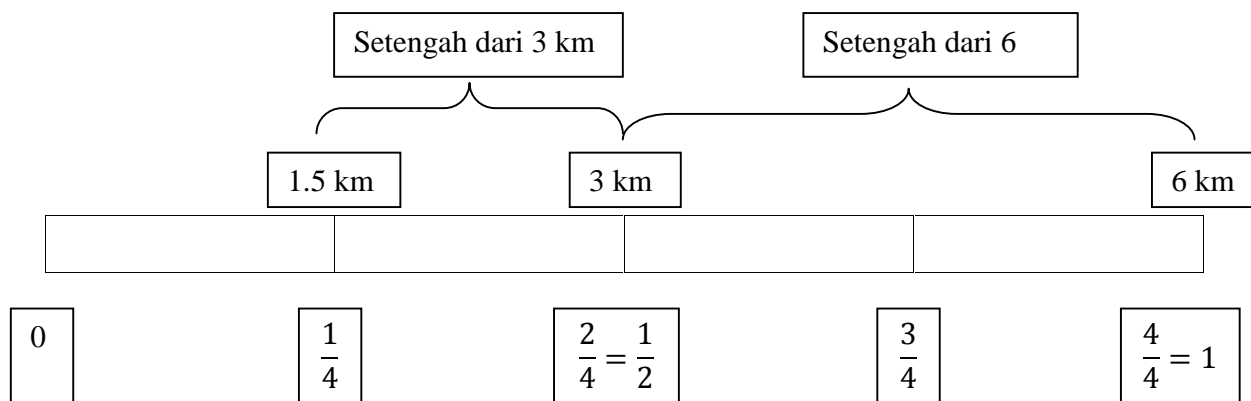 Setengah dari 3 km
Setengah dari 6
1.5 km
3 km
6 km
0
1/4
2/4 = 1/2
3/4
4/4 = 1